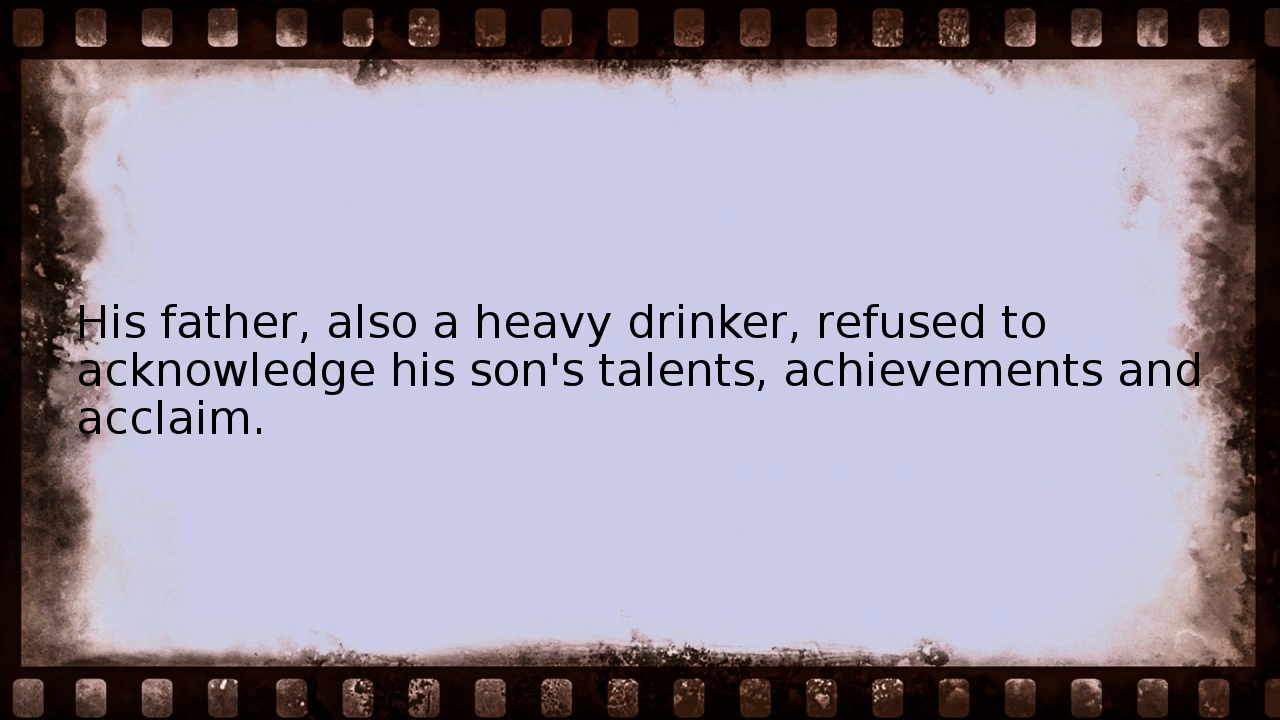 His father, also a heavy drinker, refused to
acknowledge his son's talents, achievements and
acclaim.